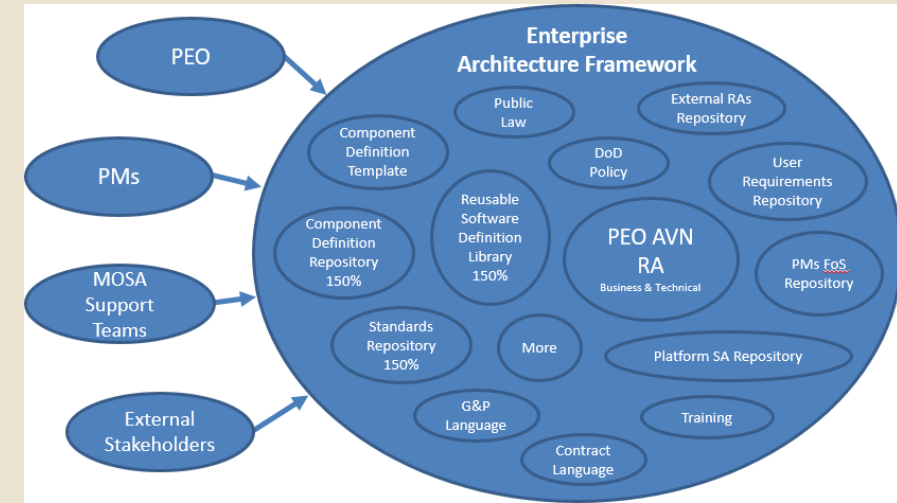 Enterprise
Architecture Framework
PEO
PMs
MOSA
Support
Teams
External
Stakeholders
Public
Law
External RAs
Repository
Component
Definition
Template
DoD
Policy
User
Requirements
Repository
Component
Definition
Repository
150%
Reusable
Software
Definition
Library
150%
PEO AVN
RA
Business & Technical
PMs FoS
Repository
Standards
Repository
150%
More
Platform SA Repository
G&P
Language
Training
Contract
Language